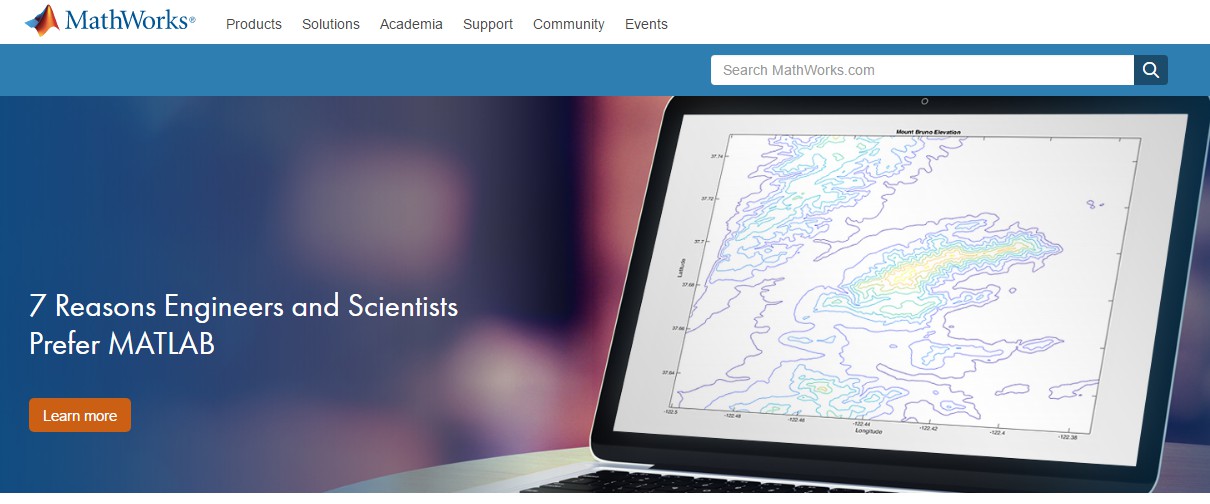 MathWorks®
Products
Solutions
Academia
Support
Community
Events
Search MathWorks.com
7 Reasons Engineers and Scientists
Prefer MATLAB
Learn more
Mount Bruno Elevation
37.74
37.72
37.7
37.68
37.66
37.64
Latitude
-122.5
-122.48
-122.46
-122.44
-122.42
-122.4
-122.38
Longitude